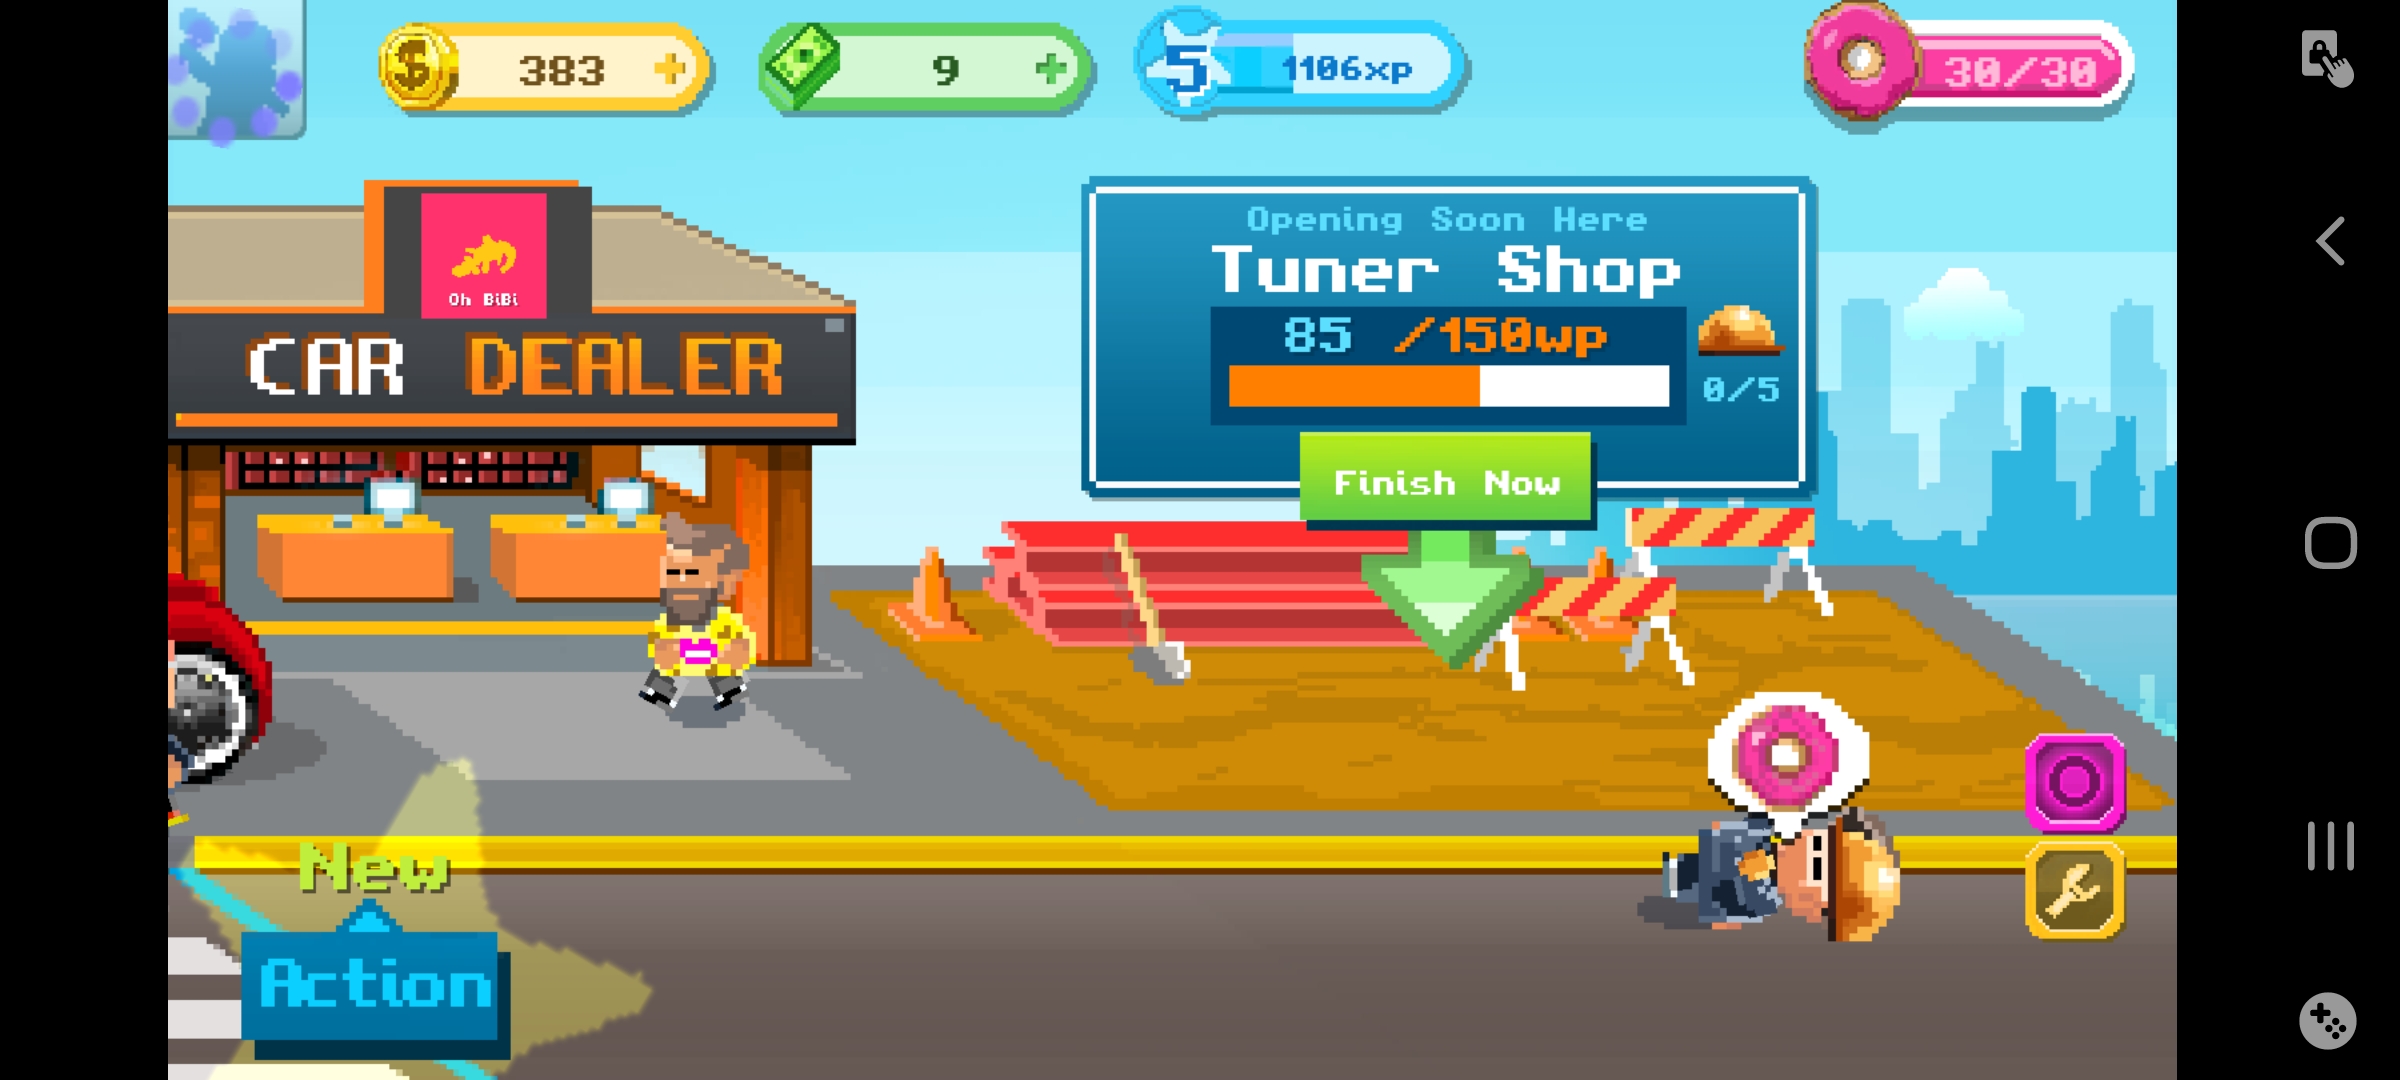 383
9
5
1106xp
30/30
Oh BiBi
CAR DEALER
Opening Soon Here
Tuner Shop
85 /150wp
0/5
Finish Now
New
Action